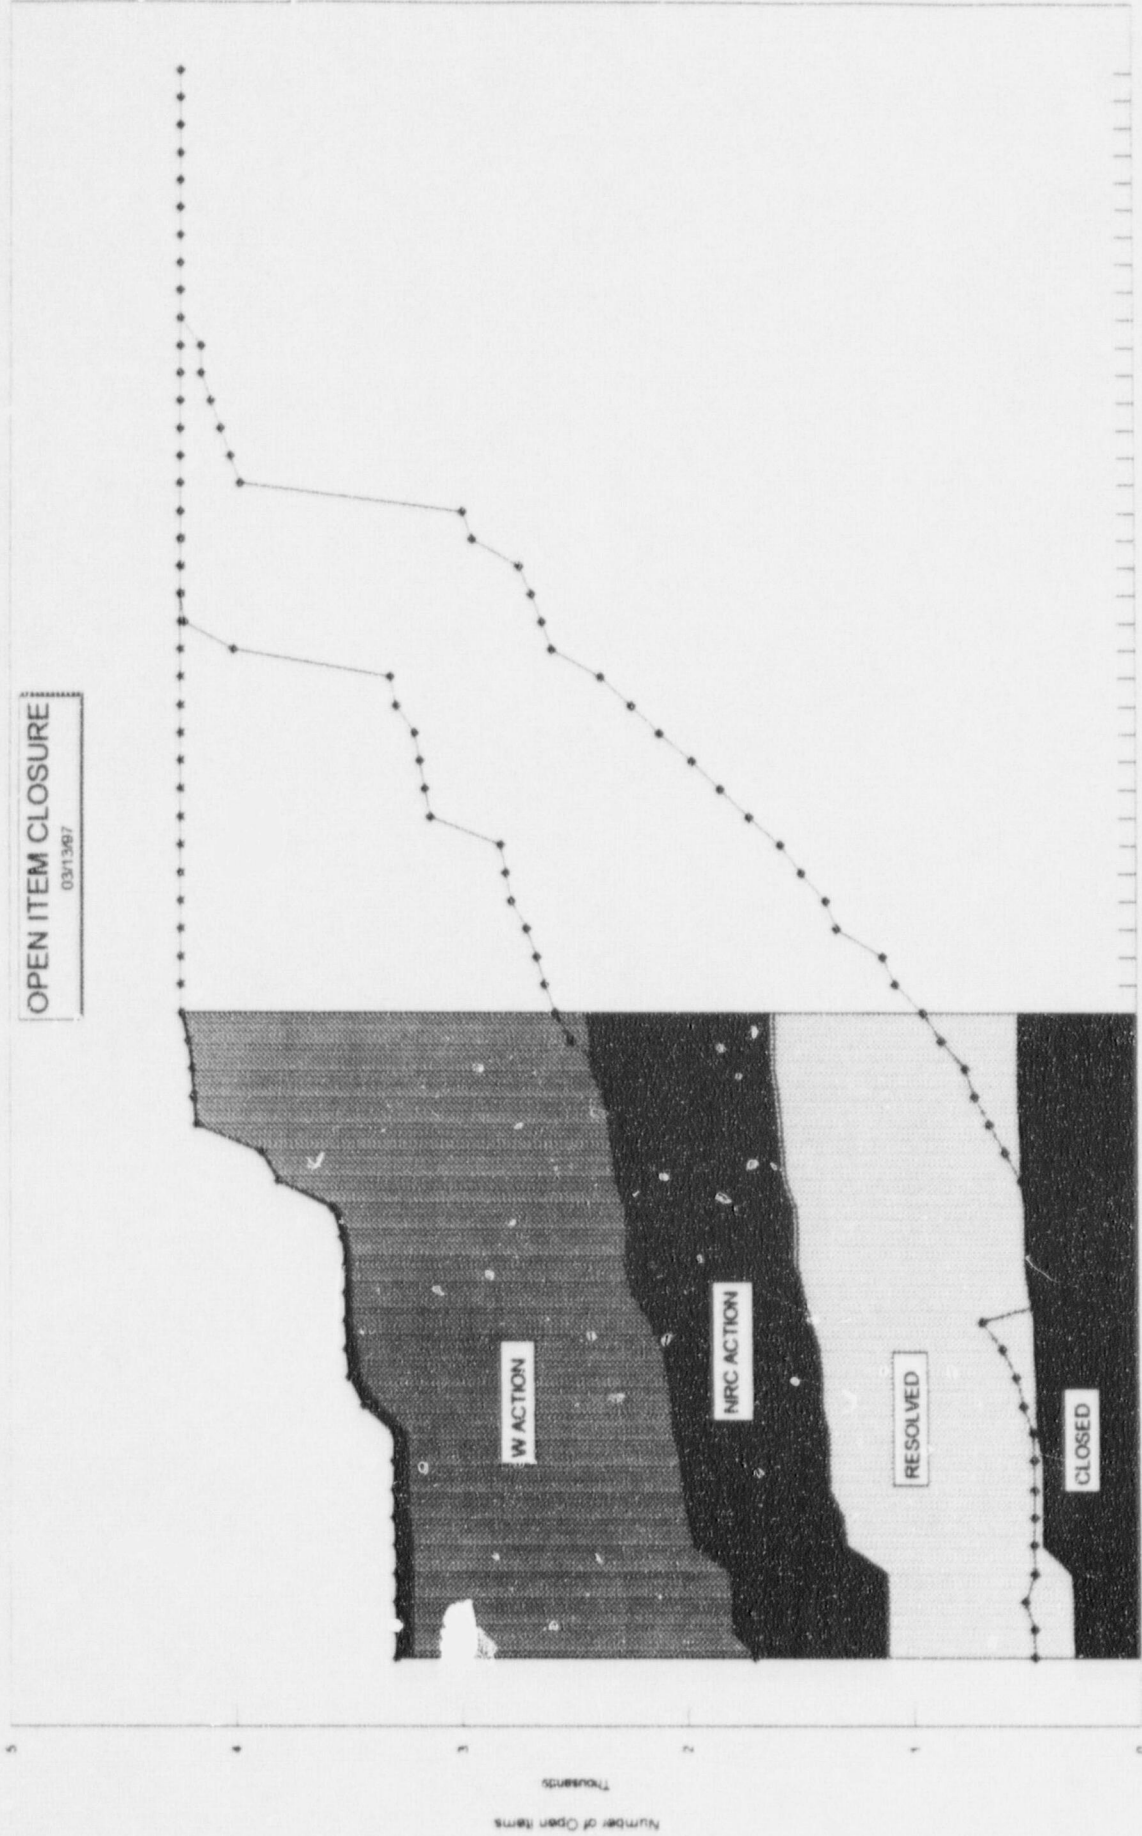 OPEN ITEM CLOSURE
03/13/97
Number of Open Items
Thousands
5
4
3
2
1
0
W ACTION
NRC ACTION
RESOLVED
CLOSED